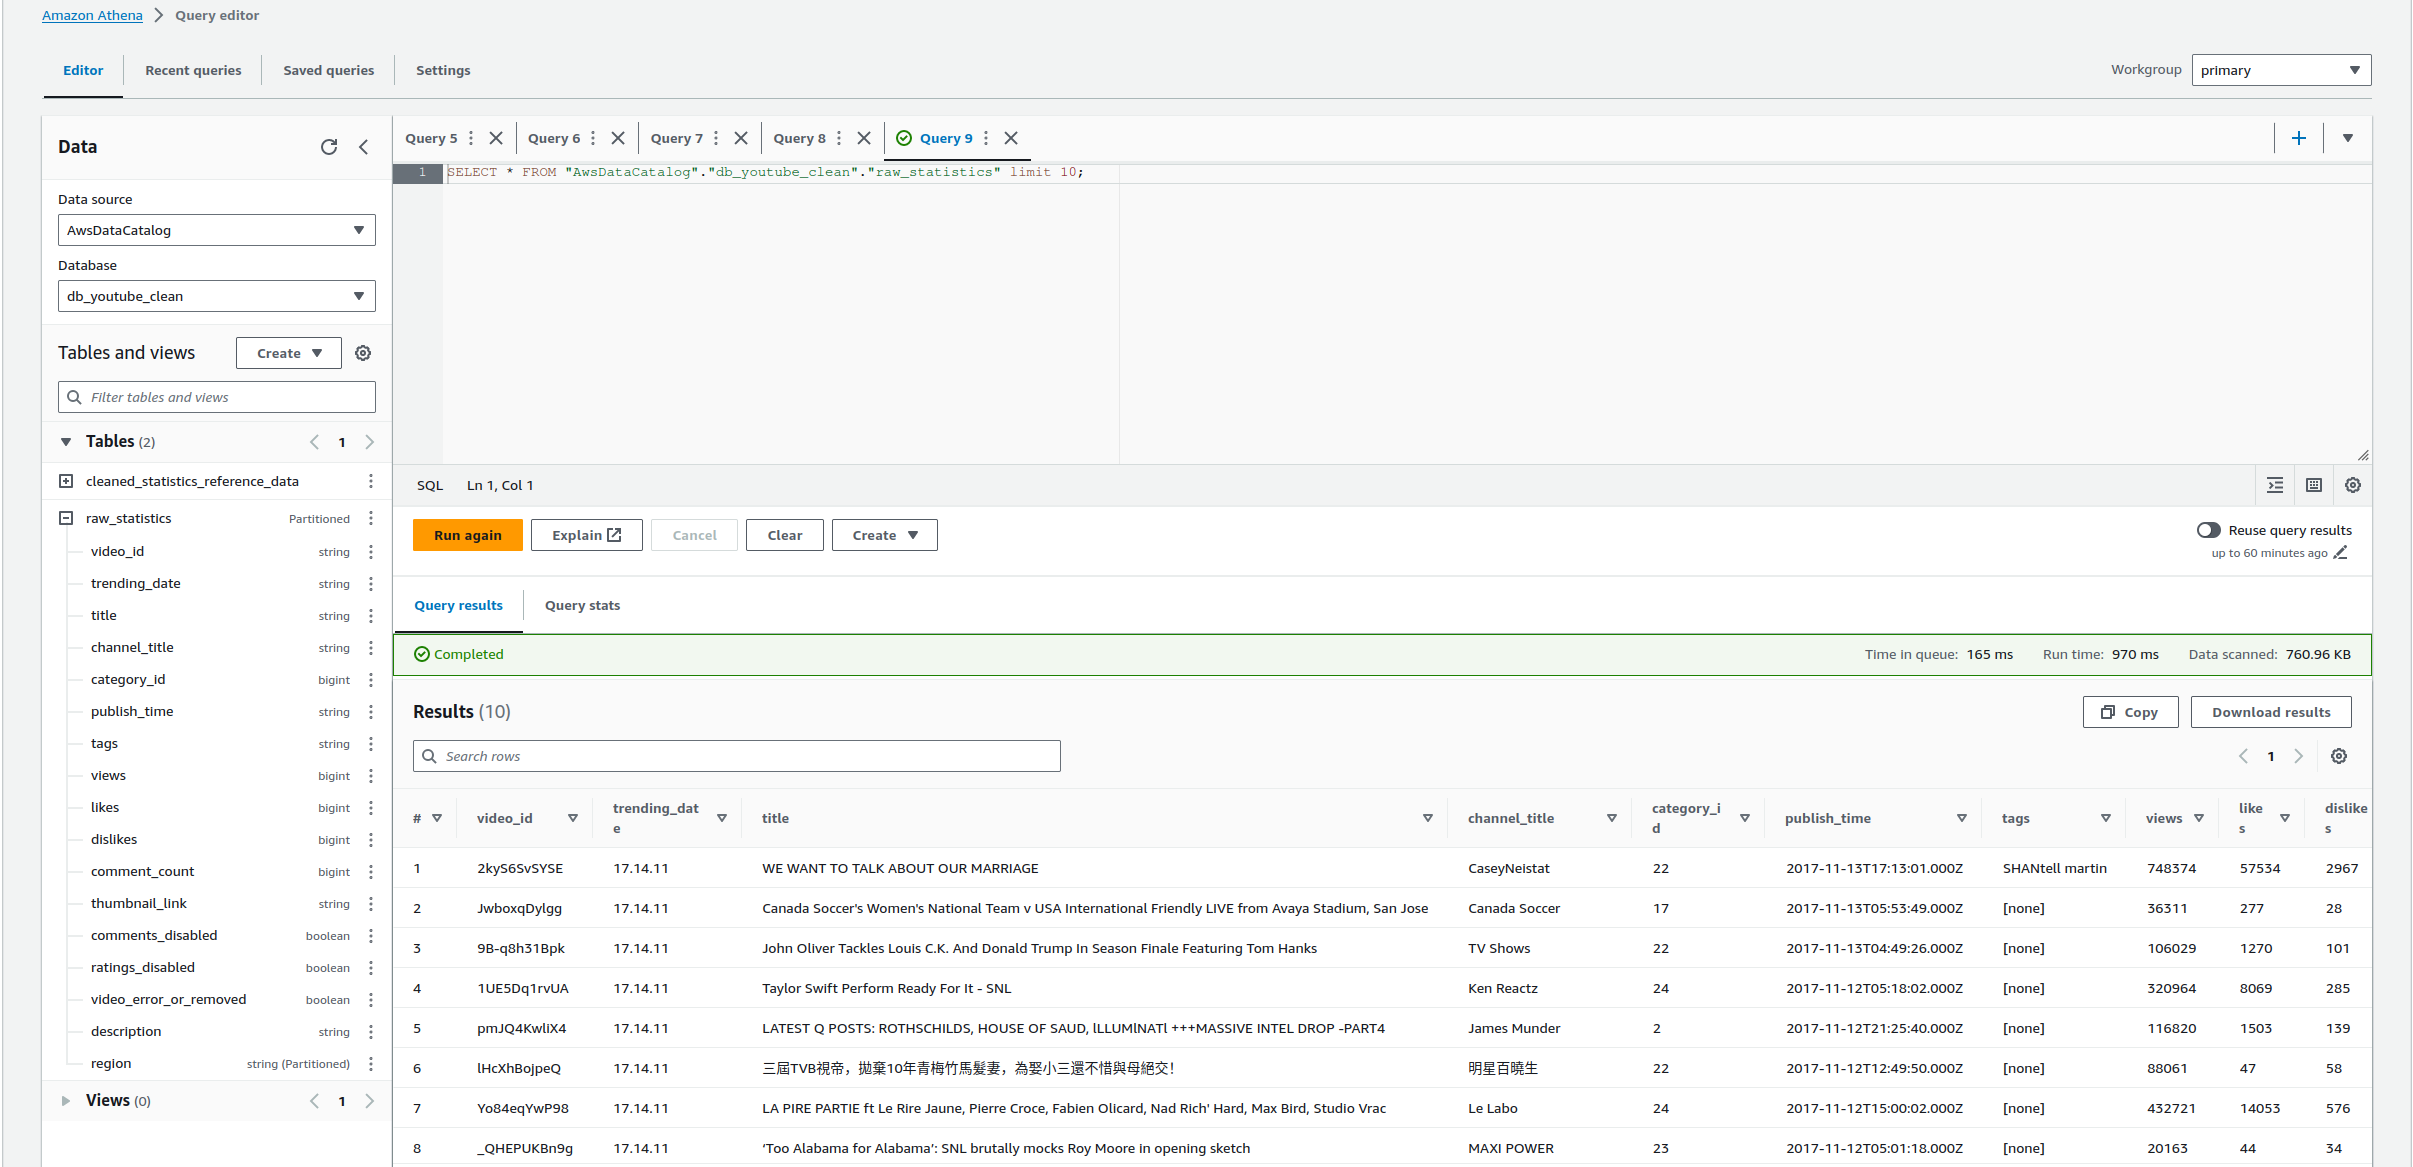 Amazon Athena > Query editor
Editor Recent queries Saved queries Settings
Workgroup primary
Data
Data source
AwsDataCatalog
Database
db_youtube_clean
Tables and views Create
Filter tables and views
Tables (2) 1
cleaned_statistics_reference_data
raw_statistics Partitioned
video_id string
trending_date string
title string
channel_title string
category_id bigint
publish_time string
tags string
views bigint
likes bigint
dislikes bigint
comment_count bigint
thumbnail_link string
comments_disabled boolean
ratings_disabled boolean
video_error_or_removed boolean
description string
region string (Partitioned)
Views (0) 1
Query 5 Query 6 Query 7 Query 8 Query 9
1 SELECT * FROM "AwsDataCatalog"."db_youtube_clean"."raw_statistics" limit 10;
SQL Ln 1, Col 1
Run again Explain Cancel Clear Create
Reuse query results
up to 60 minutes ago
Query results Query stats
Completed Time in queue: 165 ms Run time: 970 ms Data scanned: 760.96 KB
Results (10) Copy Download results
Search rows 1
# video_id trending_date title channel_title category_id publish_time tags views likes dislikes
1 2kyS6SvSYSE 17.14.11 WE WANT TO TALK ABOUT OUR MARRIAGE CaseyNeistat 22 2017-11-13T17:13:01.000Z SHANtell martin 748374 57534 2967
2 JwboxqDylgg 17.14.11 Canada Soccer's Women's National Team v USA International Friendly LIVE from Avaya Stadium, San Jose Canada Soccer 17 2017-11-13T05:53:49.000Z [none] 36311 277 28
3 9B-q8h31Bpk 17.14.11 John Oliver Tackles Louis C.K. And Donald Trump In Season Finale Featuring Tom Hanks TV Shows 22 2017-11-13T04:49:26.000Z [none] 106029 1270 101
4 1UE5Dq1rvUA 17.14.11 Taylor Swift Perform Ready For It - SNL Ken Reactz 24 2017-11-12T05:18:02.000Z [none] 320964 8069 285
5 pmJQ4KwliX4 17.14.11 LATEST Q POSTS: ROTHSCHILDS, HOUSE OF SAUD, ILLUMINATI +++MASSIVE INTEL DROP -PART4 James Munder 2 2017-11-12T21:25:40.000Z [none] 116820 1503 139
6 lHcXhBojpeQ 17.14.11 三屆TVB視帝，拋棄10年青梅竹馬髮妻，為娶小三還不惜與母絕交！ 明星百曉生 22 2017-11-12T12:49:50.000Z [none] 88061 47 58
7 Yo84eqYwP98 17.14.11 LA PIRE PARTIE ft Le Rire Jaune, Pierre Croce, Fabien Olicard, Nad Rich' Hard, Max Bird, Studio Vrac Le Labo 24 2017-11-12T15:00:02.000Z [none] 432721 14053 576
8 _QHEPUKBn9g 17.14.11 ‘Too Alabama for Alabama’: SNL brutally mocks Roy Moore in opening sketch MAXI POWER 23 2017-11-12T05:01:18.000Z [none] 20163 44 34